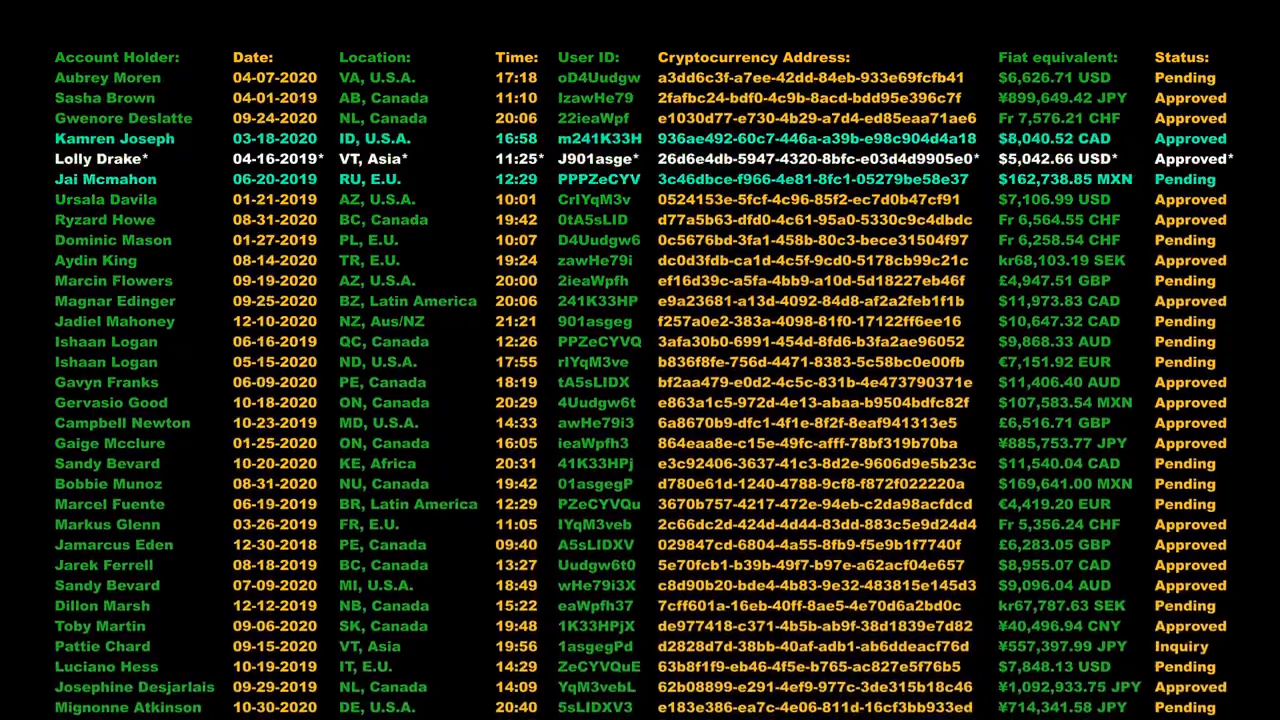 Account Holder: Date: Location: Time: User ID: Cryptocurrency Address: Fiat equivalent: Status:
Aubrey Moren 04-07-2020 VA, U.S.A. 17:18 oD4Uudgw a3dd6c3f-a7ee-42dd-84eb-933e69fcfb41 $6,626.71 USD Pending
Sasha Brown 04-01-2019 AB, Canada 11:10 IzawHe79 2fafbc24-bdf0-4c9b-8acd-bdd95e396c7f ¥899,649.42 JPY Approved
Gwenore Deslatte 09-24-2020 NL, Canada 20:06 22ieaWpf e1030d77-e730-4b29-a7d4-ed85eaa71ae6 Fr 7,576.21 CHF Approved
Kamren Joseph 03-18-2020 ID, U.S.A. 16:58 m241K33H 936ae492-60c7-446a-a39b-e98c904d4a18 $8,040.52 CAD Approved
Lolly Drake* 04-16-2019* VT, Asia* 11:25* J901asge* 26d6e4db-5947-4320-8bfc-e03d4d9905e0* $5,042.66 USD* Approved*
Jai Mcmahon 06-20-2019 RU, E.U. 12:29 PPPZeCYV 3c46dbce-f966-4e81-8fc1-05279be58e37 $162,738.85 MXN Pending
Ursala Davila 01-21-2019 AZ, U.S.A. 10:01 CrIYqM3v 0524153e-5fcf-4c96-85f2-ec7d0b47cf91 $7,106.99 USD Approved
Ryzard Howe 08-31-2020 BC, Canada 19:42 0tA5sLID d77a5b63-dfd0-4c61-95a0-5330c9c4dbdc Fr 6,564.55 CHF Approved
Dominic Mason 01-27-2019 PL, E.U. 10:07 D4Uudgw6 0c5676bd-3fa1-458b-80c3-bece31504f97 Fr 6,258.54 CHF Pending
Aydin King 08-14-2020 TR, E.U. 19:24 zawHe79i dc0d3fdb-ca1d-4c5f-9cd0-5178cb99c21c kr68,103.19 SEK Approved
Marcin Flowers 09-19-2020 AZ, U.S.A. 20:00 2ieaWpfh ef16d39c-a5fa-4bb9-a10d-5d18227eb46f £4,947.51 GBP Pending
Magnar Edinger 09-25-2020 BZ, Latin America 20:06 241K33HP e9a23681-a13d-4092-84d8-af2a2feb1f1b $11,973.83 CAD Approved
Jadiel Mahoney 12-10-2020 NZ, Aus/NZ 21:21 901asgeg f257a0e2-383a-4098-81f0-17122ff6ee16 $10,647.32 CAD Pending
Ishaan Logan 06-16-2019 QC, Canada 12:26 PPZeCYVQ 3afa30b0-6991-454d-8fd6-b3fa2ae96052 $9,868.33 AUD Pending
Ishaan Logan 05-15-2020 ND, U.S.A. 17:55 rIYqM3ve b836f8fe-756d-4471-8383-5c58bc0e00fb €7,151.92 EUR Pending
Gavyn Franks 06-09-2020 PE, Canada 18:19 tA5sLIDX bf2aa479-e0d2-4c5c-831b-4e473790371e $11,406.40 AUD Approved
Gervasio Good 10-18-2020 ON, Canada 20:29 4Uudgw6t e863a1c5-972d-4e13-abaa-b9504bdfc82f $107,583.54 MXN Pending
Campbell Newton 10-23-2019 MD, U.S.A. 14:33 awHe79i3 6a8670b9-dfc1-4f1e-8f2f-8eaf941313e5 £6,516.71 GBP Pending
Gaige Mcclure 01-25-2020 ON, Canada 16:05 ieaWpfh3 864eaa8e-c15e-49fc-afff-78bf319b70ba ¥885,753.77 JPY Approved
Sandy Bevard 10-20-2020 KE, Africa 20:31 41K33HPj e3c92406-3637-41c3-8d2e-9606d9e5b23c $11,540.04 CAD Pending
Bobbie Munoz 08-31-2020 NU, Canada 19:42 01asgegP d780e61d-1240-4788-9cf8-f872f022220a $169,641.00 MXN Pending
Marcel Fuente 06-19-2019 BR, Latin America 12:29 PZeCYVQu 3670b757-4217-472e-94eb-c2da98acfdcd €4,419.20 EUR Pending
Markus Glenn 03-26-2019 FR, E.U. 11:05 IYqM3veb 2c66dc2d-424d-4d44-83dd-883c5e9d24d4 Fr 5,356.24 CHF Approved
Jamarcus Eden 12-30-2018 PE, Canada 09:40 A5sLIDXV 029847cd-6804-4a55-8fb9-f5e9b1f7740f £6,283.05 GBP Approved
Jarek Ferrell 08-18-2019 BC, Canada 13:27 Uudgw6t0 5e70fcb1-b39b-49f7-b97e-a62acf04e657 $8,955.07 CAD Approved
Sandy Bevard 07-09-2020 MI, U.S.A. 18:49 wHe79i3X c8d90b20-bde4-4b83-9e32-483815e145d3 $9,096.04 AUD Approved
Dillon Marsh 12-12-2019 NB, Canada 15:22 eaWpfh37 7cff601a-16eb-40ff-8ae5-4e70d6a2bd0c kr67,787.63 SEK Pending
Toby Martin 09-06-2020 SK, Canada 19:48 1K33HPjX de977418-c371-4b5b-ab9f-38d1839e7d82 ¥40,496.94 CNY Approved
Pattie Chard 09-15-2020 VT, Asia 19:56 1asgegPd d2828d7d-38bb-40af-adb1-ab6ddeacf76d ¥557,397.99 JPY Inquiry
Luciano Hess 10-19-2019 IT, E.U. 14:29 ZeCYVQuE 63b8f1f9-eb46-4f5e-b765-ac827e5f76b5 $7,848.13 USD Pending
Josephine Desjarlais 09-29-2019 NL, Canada 14:09 YqM3vebL 62b08899-e291-4ef9-977c-3de315b18c46 ¥1,092,933.75 JPY Approved
Mignonne Atkinson 10-30-2020 DE, U.S.A. 20:40 5sLIDXV3 e183e386-ea7c-4e06-811d-16cf3bb933ed ¥714,341.58 JPY Pending